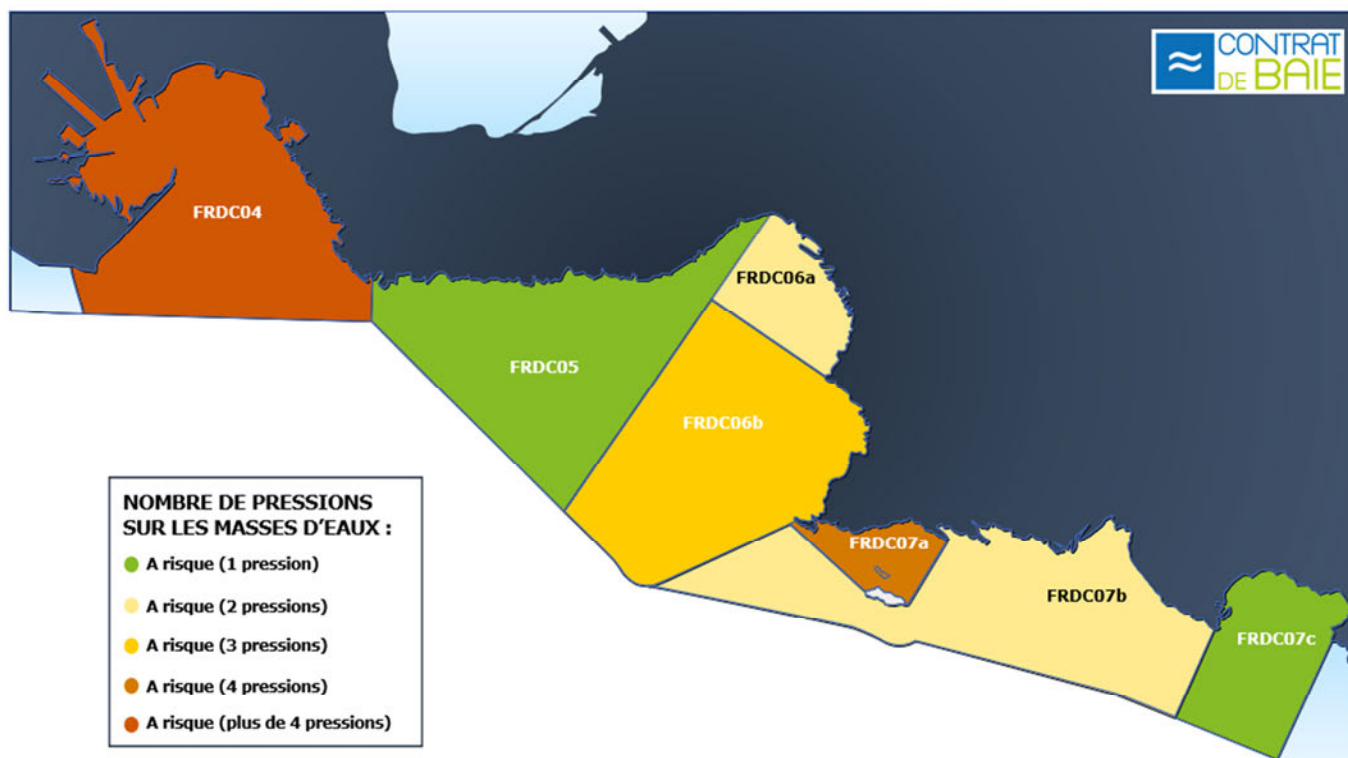 CONTRAT
DE BAIE
FRDC04
FRDC06a
FRDC05
FRDC06b
FRDC07a
FRDC07b
FRDC07c
NOMBRE DE PRESSIONS
SUR LES MASSES D'EAUX :
A risque (1 pression)
A risque (2 pressions)
A risque (3 pressions)
A risque (4 pressions)
A risque (plus de 4 pressions)